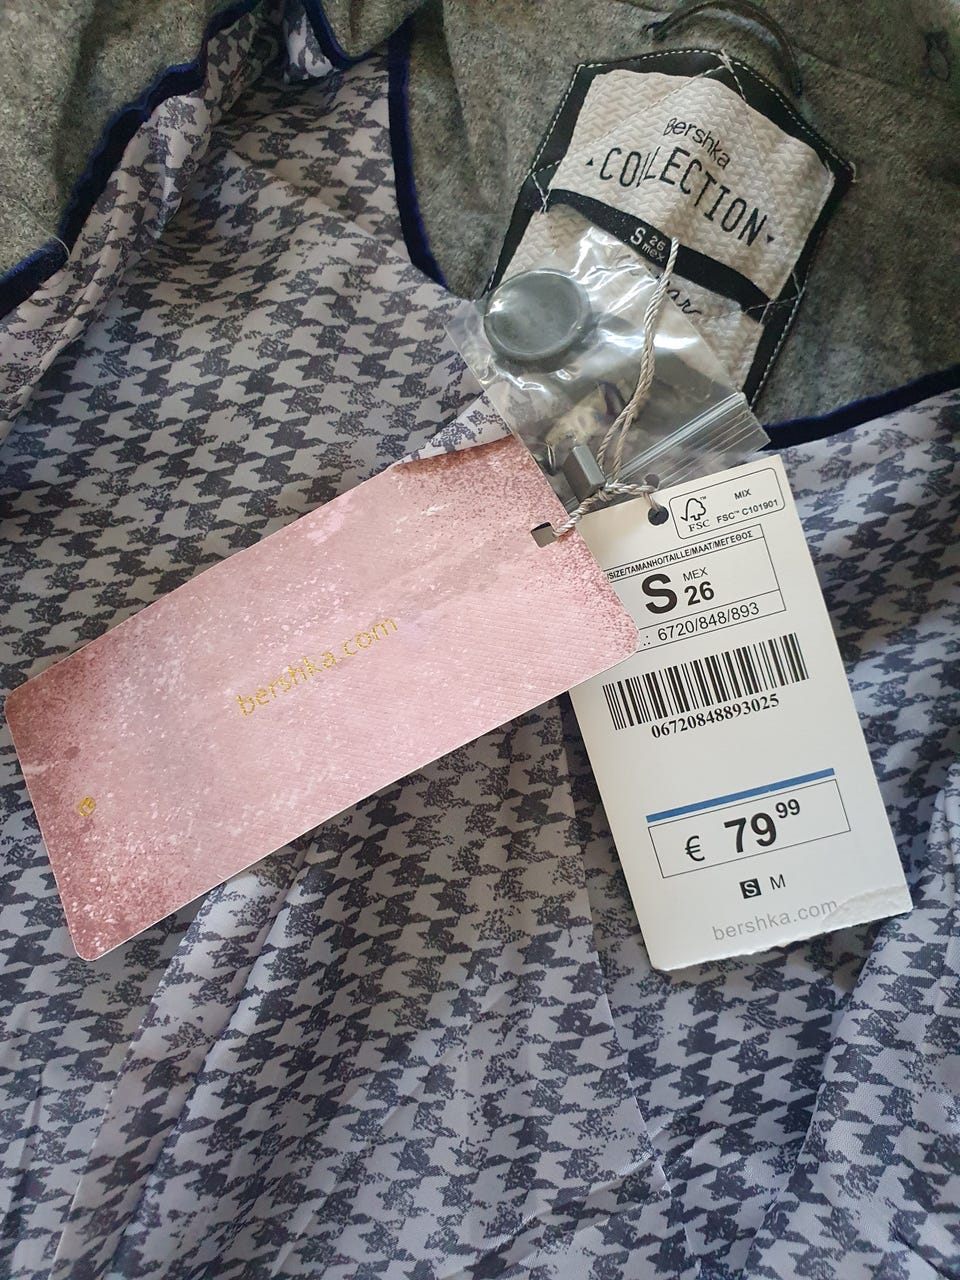 Bershka
COLLECTION
S 26
mex
MIX
FSC
FSC™ C101901
/SIZE/TAMANHO/TAILLE/MAAT/ΜΕΓΕΘΟΣ
S MEX
26
.: 6720/848/893
06720848893025
€ 79 99
S M
bershka.com
bershka.com